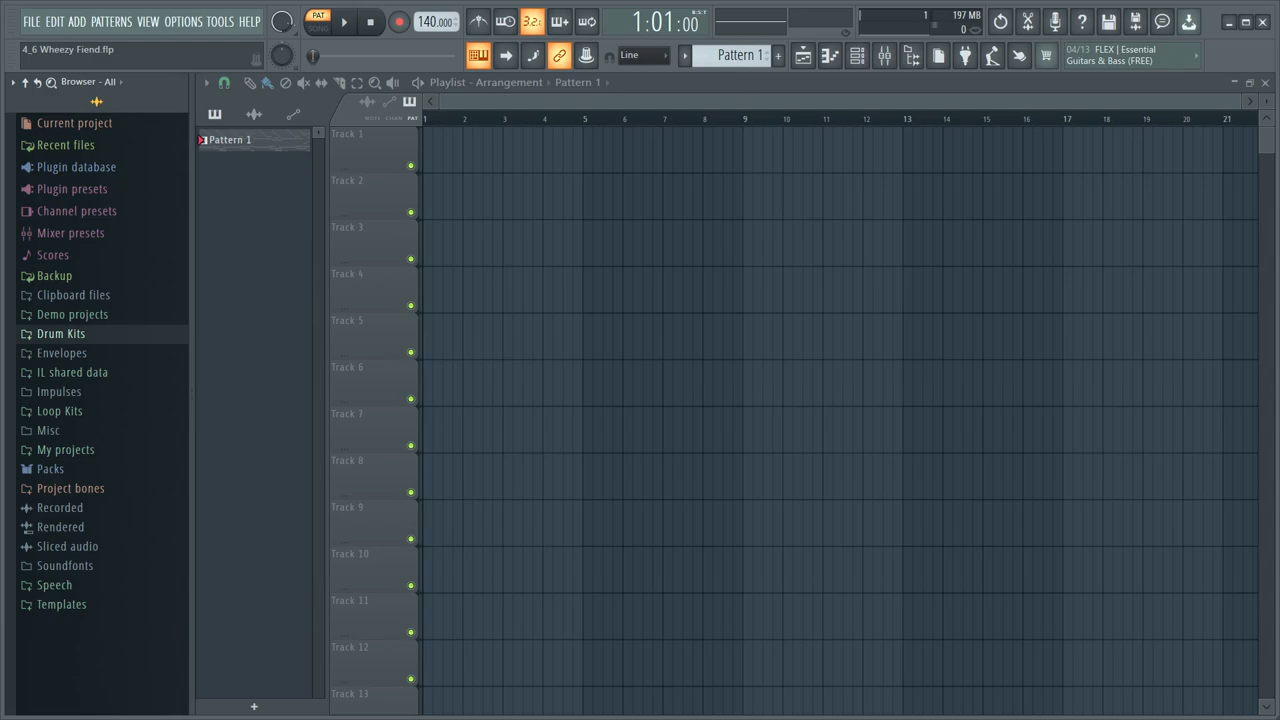 FILE EDIT ADD PATTERNS VIEW OPTIONS TOOLS HELP
PAT
SONG
140.000
3.2.
1:01:00
B:S:T
1
197 MB
0
4_6 Wheezy Fiend.flp
Line
Pattern 1
04/13 FLEX | Essential
Guitars & Bass (FREE)
Browser - All
Playlist - Arrangement
Pattern 1
NOTE CHAN PAT
1 2 3 4 5 6 7 8 9 10 11 12 13 14 15 16 17 18 19 20 21
Current project
Recent files
Plugin database
Plugin presets
Channel presets
Mixer presets
Scores
Backup
Clipboard files
Demo projects
Drum Kits
Envelopes
IL shared data
Impulses
Loop Kits
Misc
My projects
Packs
Project bones
Recorded
Rendered
Sliced audio
Soundfonts
Speech
Templates
Pattern 1
Track 1
Track 2
Track 3
Track 4
Track 5
Track 6
Track 7
Track 8
Track 9
Track 10
Track 11
Track 12
Track 13